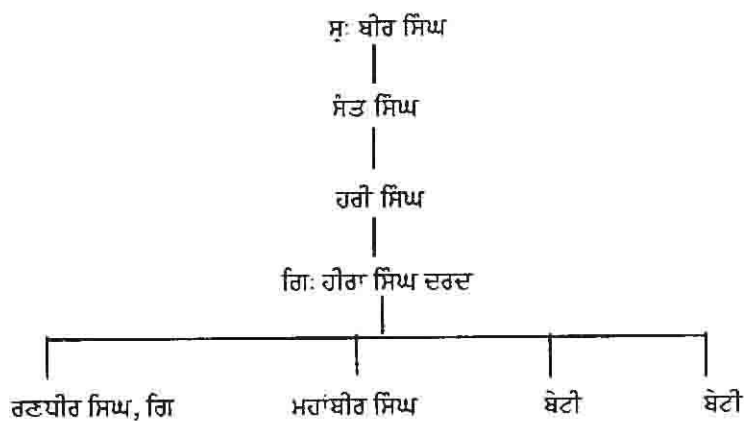 ਸ੍ਰ: ਬੀਰ ਸਿੰਘ
ਸੰਤ ਸਿੰਘ
ਹਰੀ ਸਿੰਘ
ਗਿ: ਹੀਰਾ ਸਿੰਘ ਦਰਦ
ਰਣਧੀਰ ਸਿਘ, ਗਿ ਮਹਾਂਬੀਰ ਸਿੰਘ ਬੇਟੀ ਬੇਟੀ